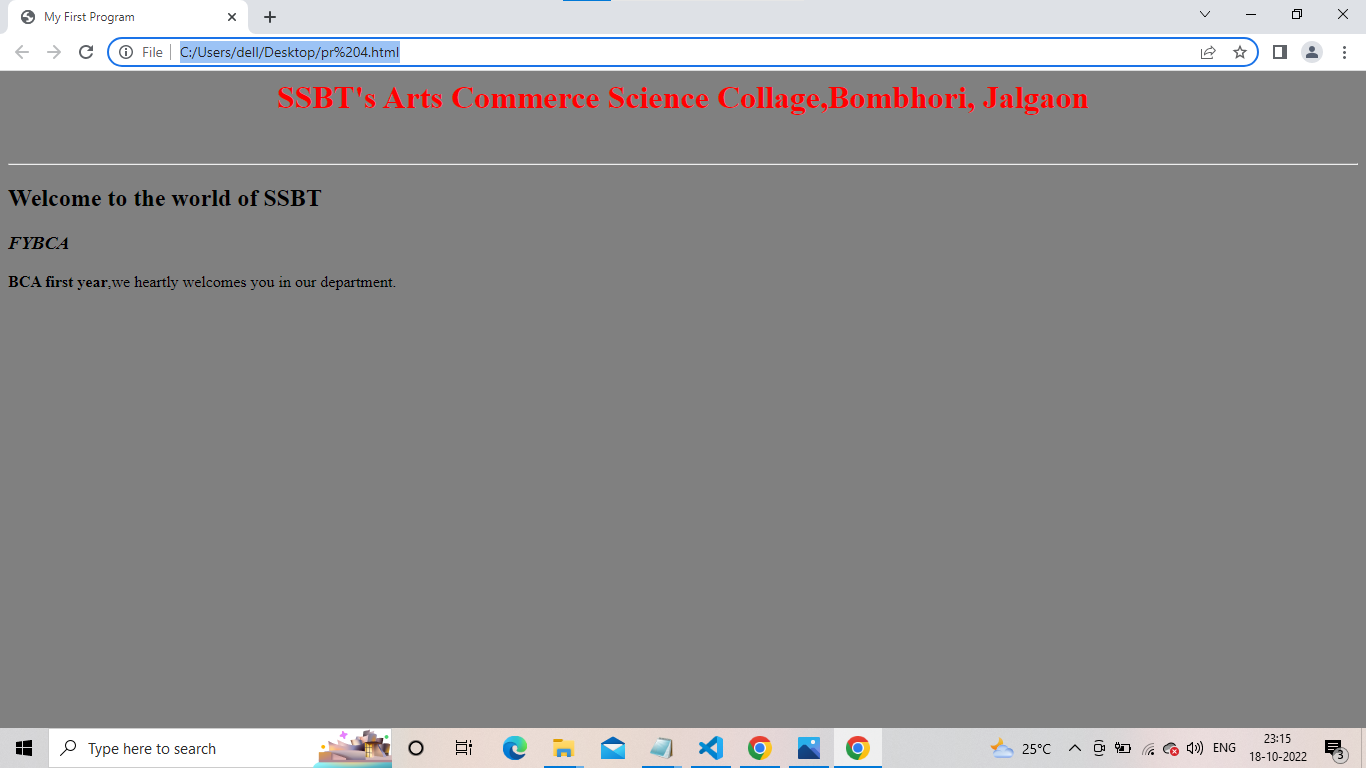 My First Program
File
C:/Users/dell/Desktop/pr%204.html
SSBT's Arts Commerce Science Collage,Bombhori, Jalgaon
Welcome to the world of SSBT
FYBCA
BCA first year,we heartly welcomes you in our department.
Type here to search
25°C
ENG
23:15
18-10-2022
3